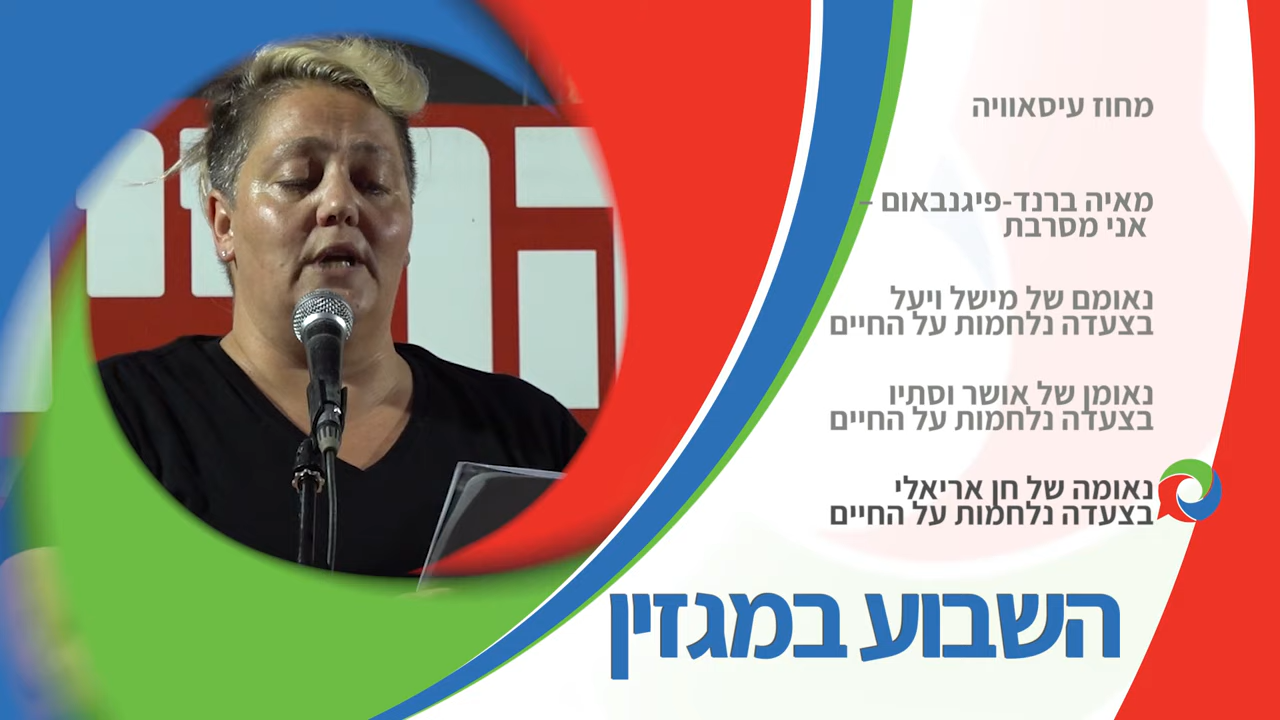 מחוז עיסאוויה
מאיה ברנד-פיגנבאום –
אני מסרבת
נאומם של מישל ויעל
בצעדה נלחמות על החיים
נאומן של אושר וסתיו
בצעדה נלחמות על החיים
נאומה של חן אריאלי
בצעדה נלחמות על החיים
השבוע במגזין